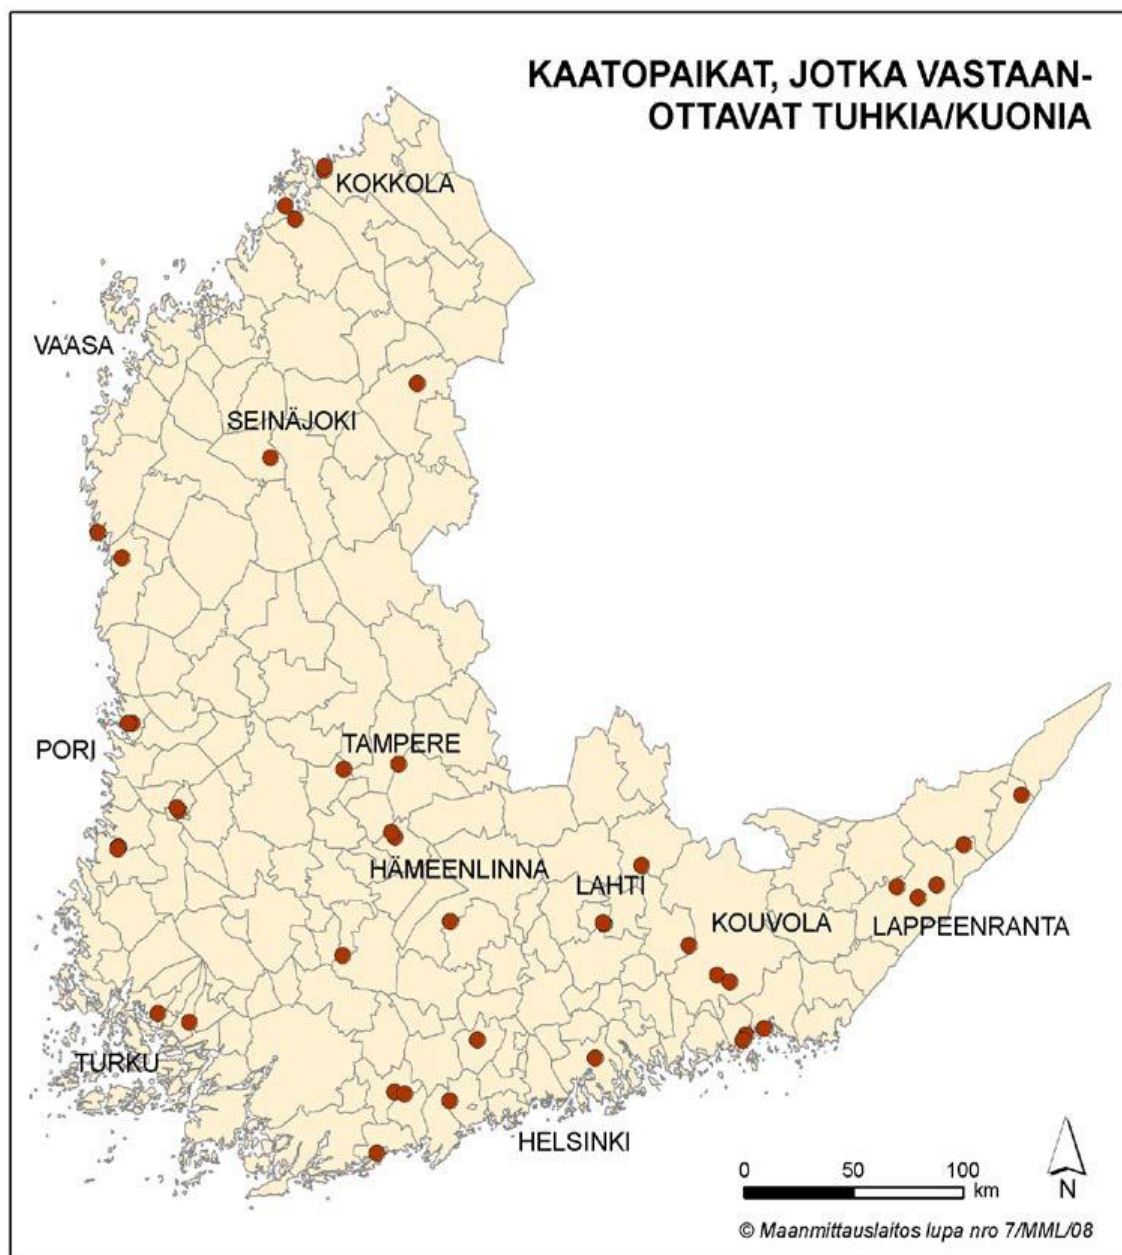 KAATOPAIKAT, JOTKA VASTAAN-
OTTAVAT TUHKIA/KUONIA
KOKKOLA
VAASA
SEINÄJOKI
PORI
TAMPERE
HÄMEENLINNA
LAHTI
KOUVOLA
LAPPEENRANTA
TURKU
HELSINKI
0 50 100
km
N
© Maanmittauslaitos lupa nro 7/MML/08